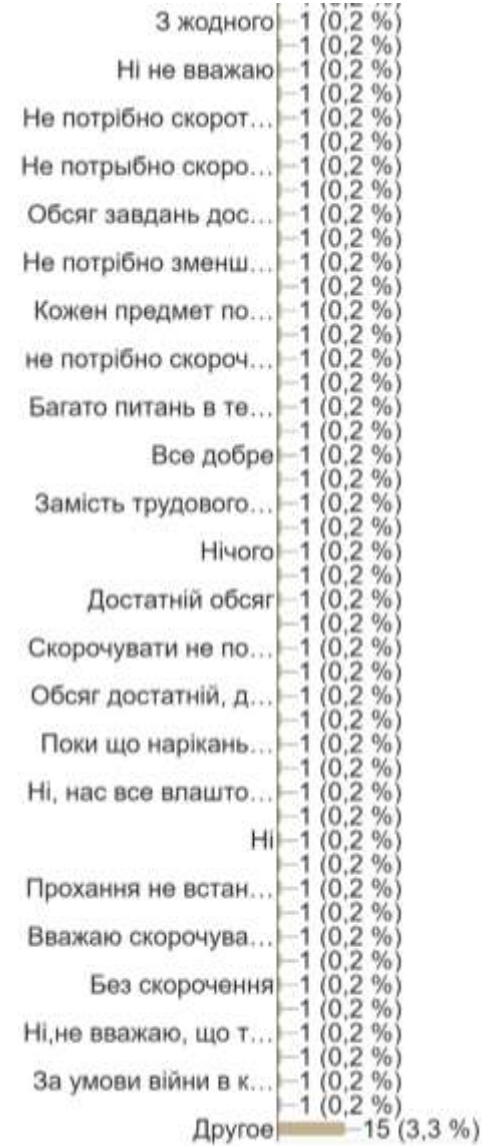 З жодного 1 (0,2 %)
1 (0,2 %)
Ні не вважаю 1 (0,2 %)
1 (0,2 %)
Не потрібно скорот… 1 (0,2 %)
1 (0,2 %)
Не потрыбно скоро… 1 (0,2 %)
1 (0,2 %)
Обсяг завдань дос… 1 (0,2 %)
1 (0,2 %)
Не потрібно зменш… 1 (0,2 %)
1 (0,2 %)
Кожен предмет по… 1 (0,2 %)
1 (0,2 %)
не потрібно скороч… 1 (0,2 %)
1 (0,2 %)
Багато питань в те… 1 (0,2 %)
1 (0,2 %)
Все добре 1 (0,2 %)
1 (0,2 %)
Замість трудового… 1 (0,2 %)
1 (0,2 %)
Нічого 1 (0,2 %)
1 (0,2 %)
Достатній обсяг 1 (0,2 %)
1 (0,2 %)
Скорочувати не по… 1 (0,2 %)
1 (0,2 %)
Обсяг достатній, д… 1 (0,2 %)
1 (0,2 %)
Поки що нарікань… 1 (0,2 %)
1 (0,2 %)
Ні, нас все влашто… 1 (0,2 %)
1 (0,2 %)
Ні 1 (0,2 %)
1 (0,2 %)
Прохання не встан… 1 (0,2 %)
1 (0,2 %)
Вважаю скорочува… 1 (0,2 %)
1 (0,2 %)
Без скорочення 1 (0,2 %)
1 (0,2 %)
Ні,не вважаю, що т… 1 (0,2 %)
1 (0,2 %)
За умови війни в к… 1 (0,2 %)
1 (0,2 %)
Другое 15 (3,3 %)